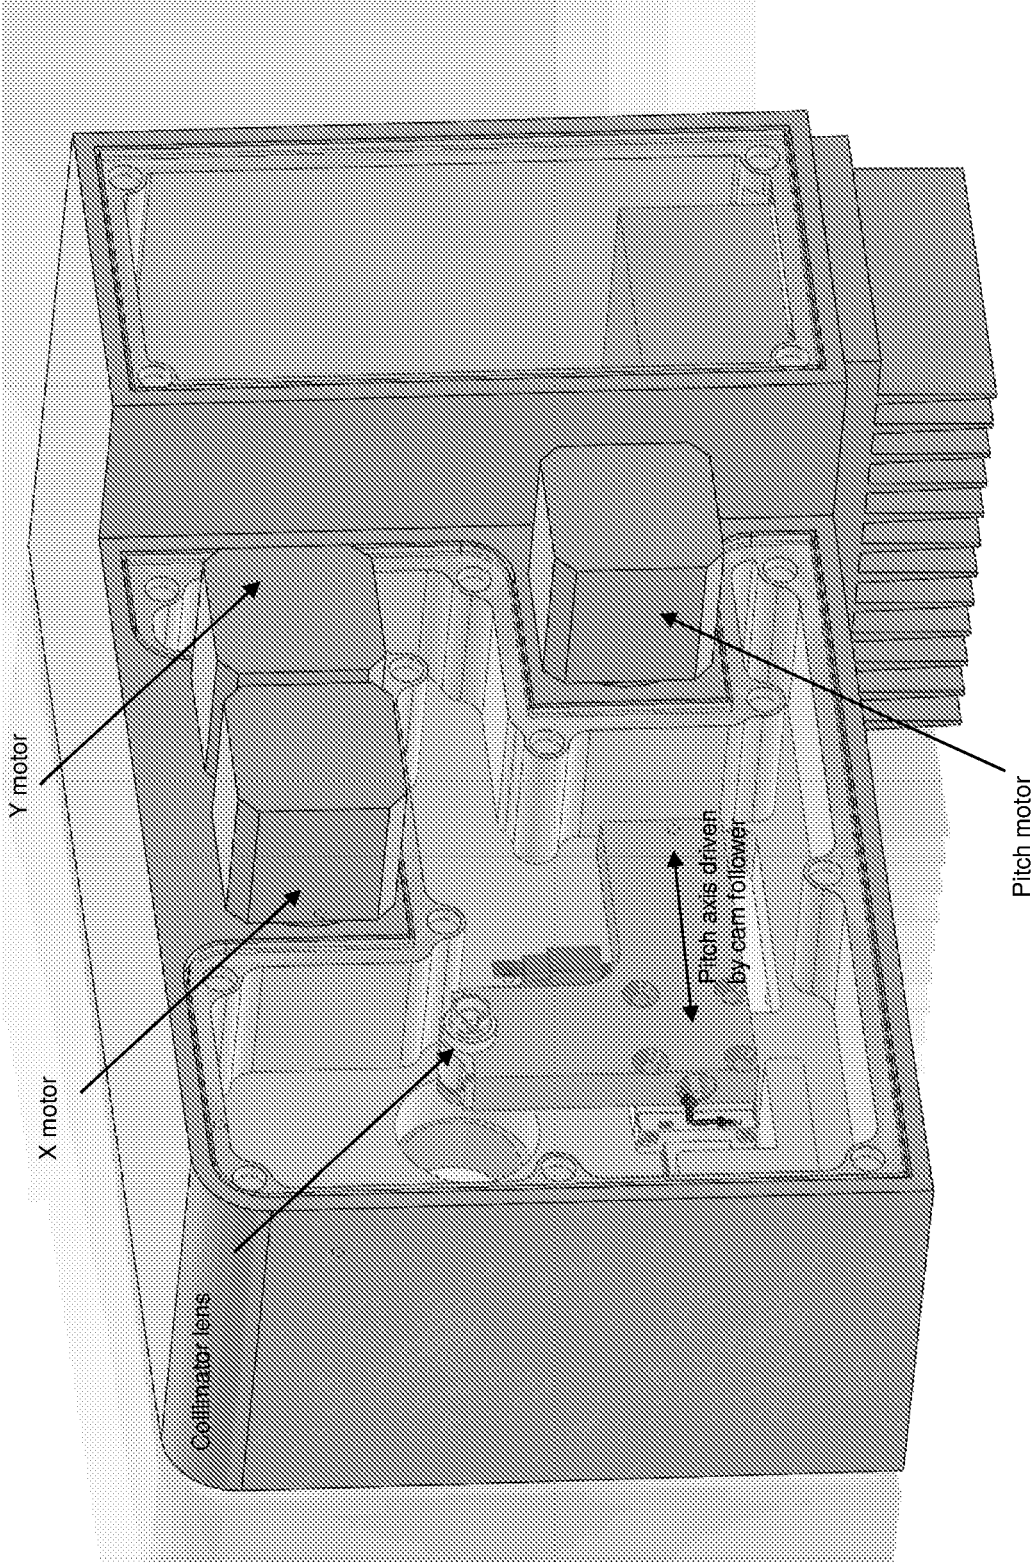 Collimator lens
X motor
Y motor
Pitch axis driven
by cam follower
Pitch motor